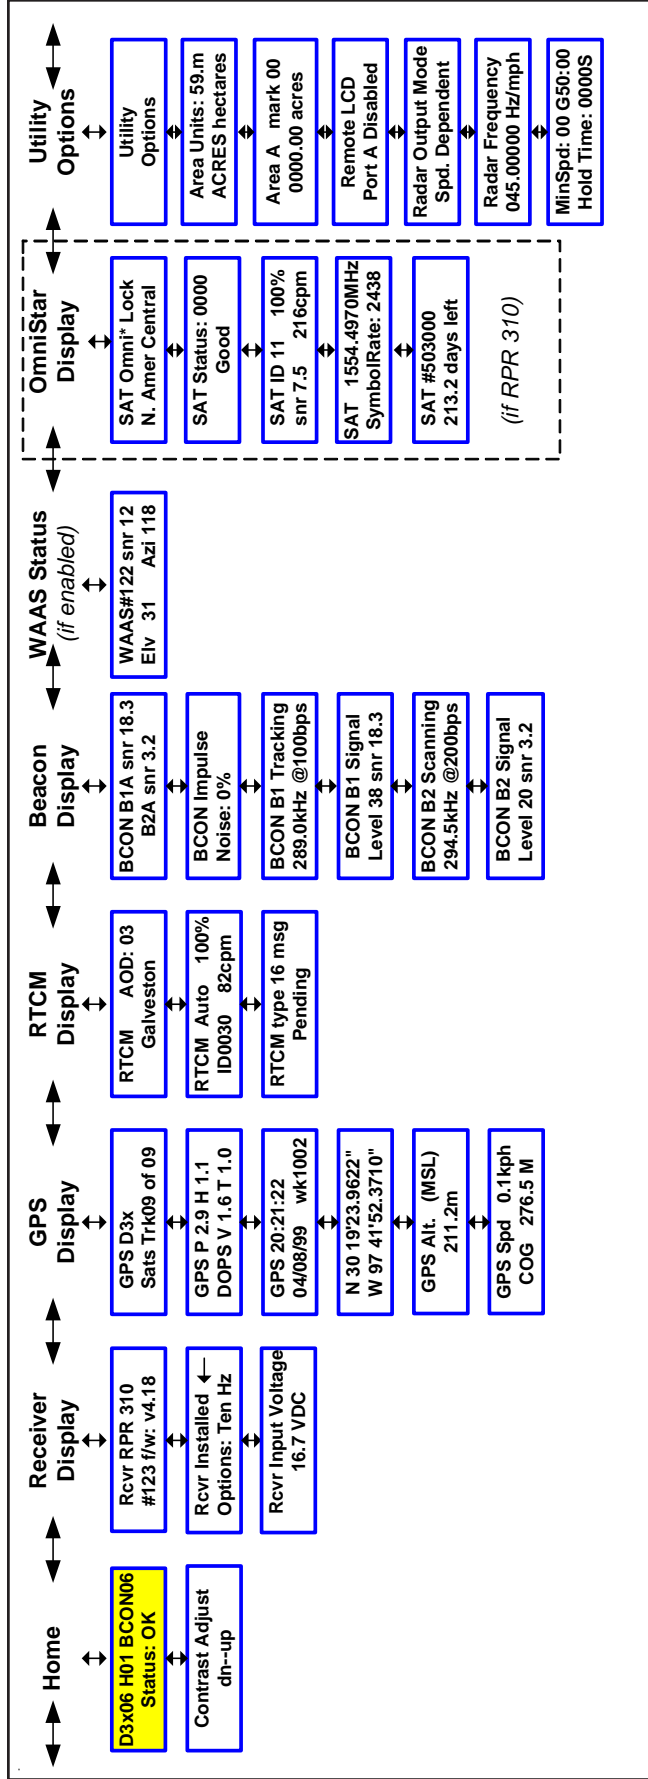 Home
D3x06 H01 BCON06
Status: OK
Contrast Adjust
dn--up
Receiver
Display
Rcvr RPR 310
#123 f/w: v4.18
Rcvr Installed
Options: Ten Hz
Rcvr Input Voltage
16.7 VDC
GPS
Display
GPS D3x
Sats Trk09 of 09
GPS P 2.9 H 1.1
DOPS V 1.6 T 1.0
GPS 20:21:22
04/08/99 wk1002
N 30 19'23.9622"
W 97 41'52.3710"
GPS Alt. (MSL)
211.2m
GPS Spd 0.1kph
COG 276.5 M
RTCM
Display
RTCM AOD: 03
Galveston
RTCM Auto 100%
ID0030 82cpm
RTCM type 16 msg
Pending
Beacon
Display
BCON B1A snr 18.3
B2A snr 3.2
BCON Impulse
Noise: 0%
BCON B1 Tracking
289.0kHz @100bps
BCON B1 Signal
Level 38 snr 18.3
BCON B2 Scanning
294.5kHz @200bps
BCON B2 Signal
Level 20 snr 3.2
WAAS Status
(if enabled)
WAAS#122 snr 12
Elv 31 Azi 118
OmniStar
Display
SAT Omni* Lock
N. Amer Central
SAT Status: 0000
Good
SAT ID 11 100%
snr 7.5 216cpm
SAT 1554.4970MHz
SymbolRate: 2438
SAT #503000
213.2 days left
(if RPR 310)
Utility
Options
Utility
Options
Area Units: 59.m
ACRES hectares
Area A mark 00
0000.00 acres
Remote LCD
Port A Disabled
Radar Output Mode
Spd. Dependent
Radar Frequency
045.00000 Hz/mph
MinSpd: 00 G50:00
Hold Time: 0000S